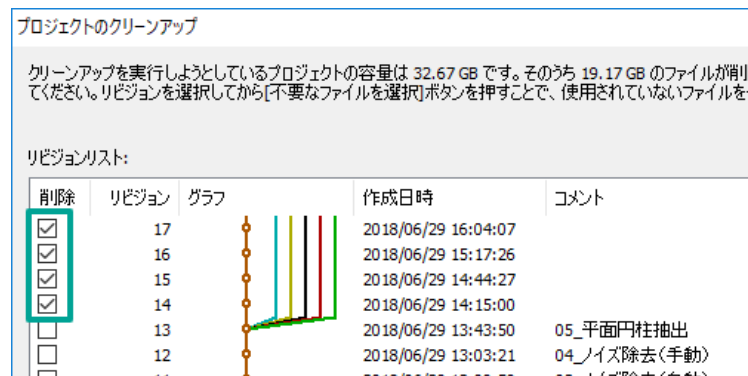 プロジェクトのクリーンアップ
クリーンアップを実行しようとしているプロジェクトの容量は 32.67 GB です。そのうち 19.17 GB のファイルが削
てください。リビジョンを選択してから[不要なファイルを選択]ボタンを押すことで、使用されていないファイルを
リビジョンリスト:
削除 リビジョン グラフ 作成日時 コメント
17 2018/06/29 16:04:07
16 2018/06/29 15:17:26
15 2018/06/29 14:44:27
14 2018/06/29 14:15:00
13 2018/06/29 13:43:50 05_平面円柱抽出
12 2018/06/29 13:03:21 04_ノイズ除去(手動)